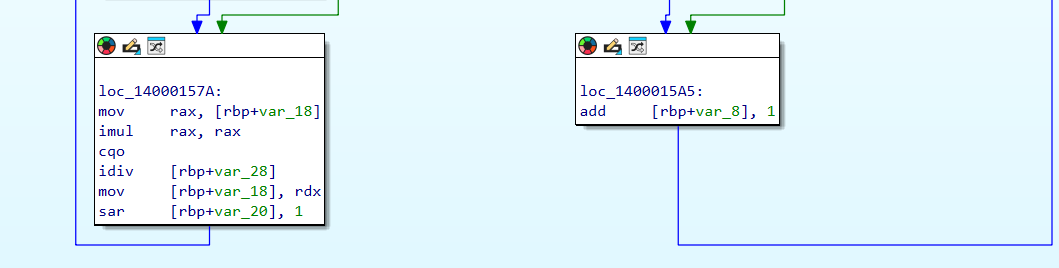 loc_14000157A:
mov     rax, [rbp+var_18]
imul    rax, rax
cqo
idiv    [rbp+var_28]
mov     [rbp+var_18], rdx
sar     [rbp+var_20], 1
loc_1400015A5:
add     [rbp+var_8], 1